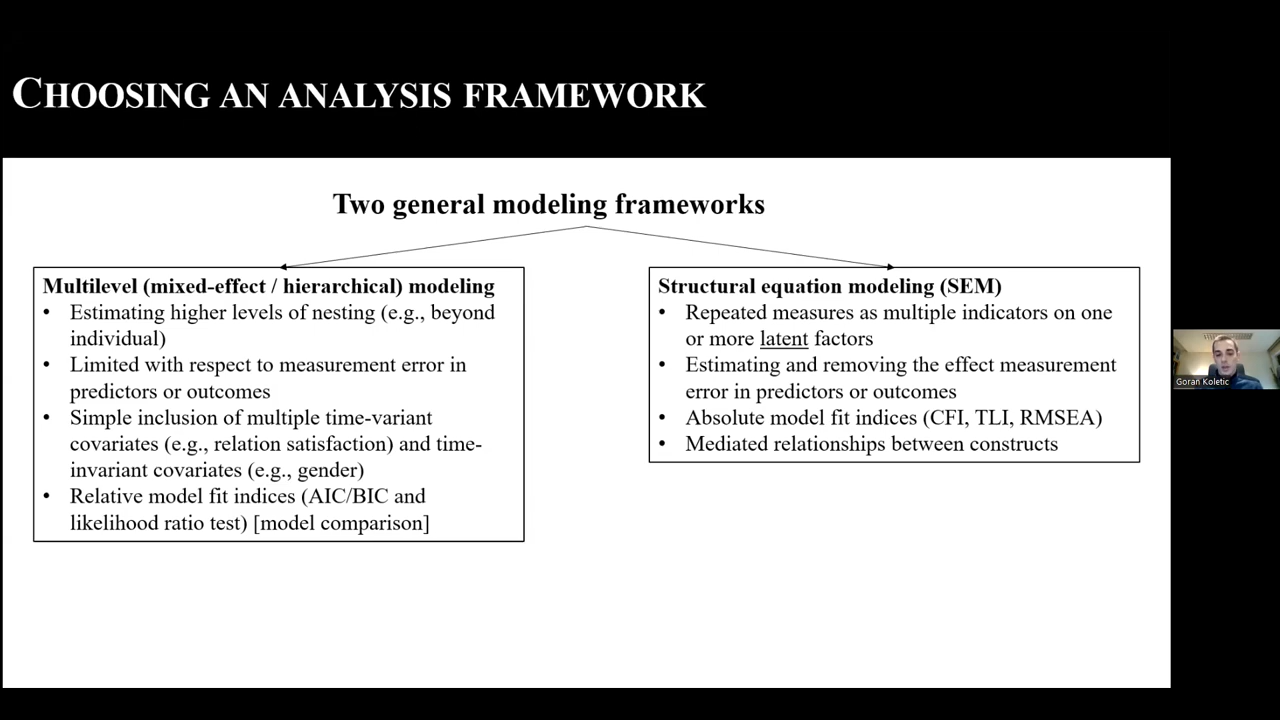 CHOOSING AN ANALYSIS FRAMEWORK
Two general modeling frameworks
Multilevel (mixed-effect / hierarchical) modeling
• Estimating higher levels of nesting (e.g., beyond
individual)
• Limited with respect to measurement error in
predictors or outcomes
• Simple inclusion of multiple time-variant
covariates (e.g., relation satisfaction) and time-
invariant covariates (e.g., gender)
• Relative model fit indices (AIC/BIC and
likelihood ratio test) [model comparison]
Structural equation modeling (SEM)
• Repeated measures as multiple indicators on one
or more latent factors
• Estimating and removing the effect measurement
error in predictors or outcomes
• Absolute model fit indices (CFI, TLI, RMSEA)
• Mediated relationships between constructs
Goran Koletic